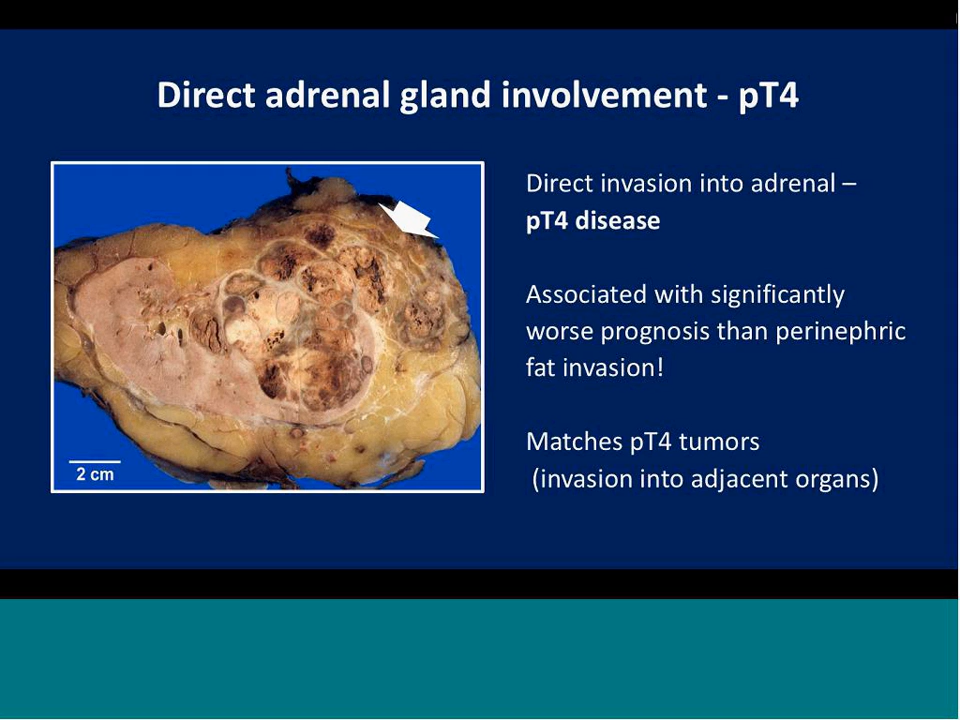 Direct adrenal gland involvement - pT4
Direct invasion into adrenal –
pT4 disease
Associated with significantly
worse prognosis than perinephric
fat invasion!
Matches pT4 tumors
(invasion into adjacent organs)
2 cm